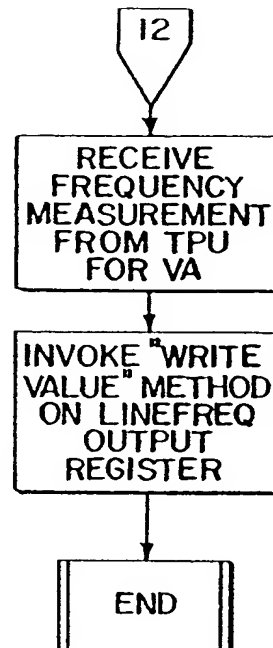 12
RECEIVE
FREQUENCY
MEASUREMENT
FROM TPU
FOR VA
INVOKE "WRITE
VALUE" METHOD
ON LINEFREQ
OUTPUT
REGISTER
END